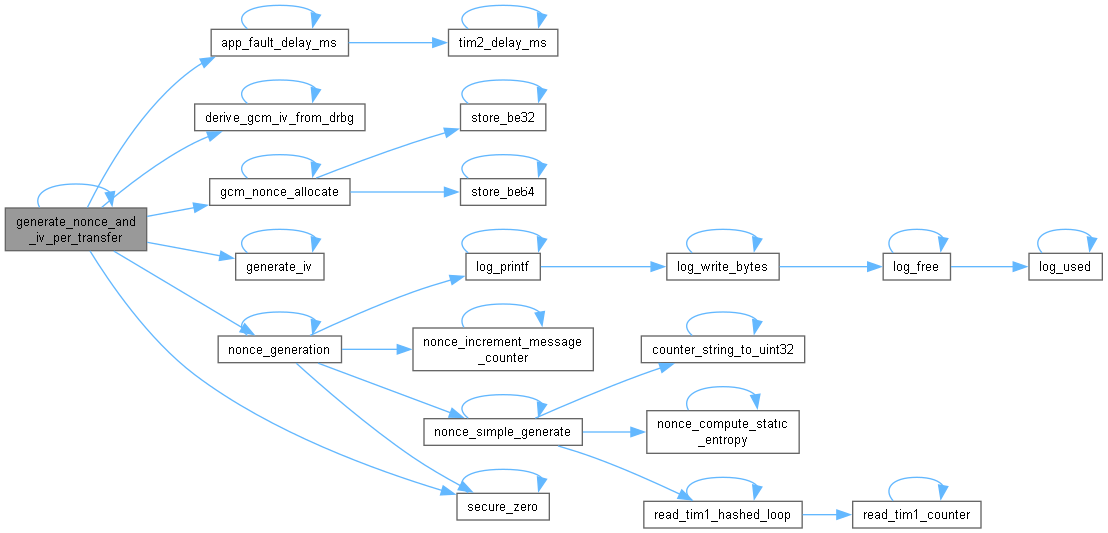 app_fault_delay_ms
tim2_delay_ms
derive_gcm_iv_from_drbg
store_be32
gcm_nonce_allocate
store_be64
generate_nonce_and
_iv_per_transfer
generate_iv
log_printf
log_write_bytes
log_free
log_used
nonce_generation
nonce_increment_message
_counter
counter_string_to_uint32
nonce_simple_generate
nonce_compute_static
_entropy
secure_zero
read_tim1_hashed_loop
read_tim1_counter